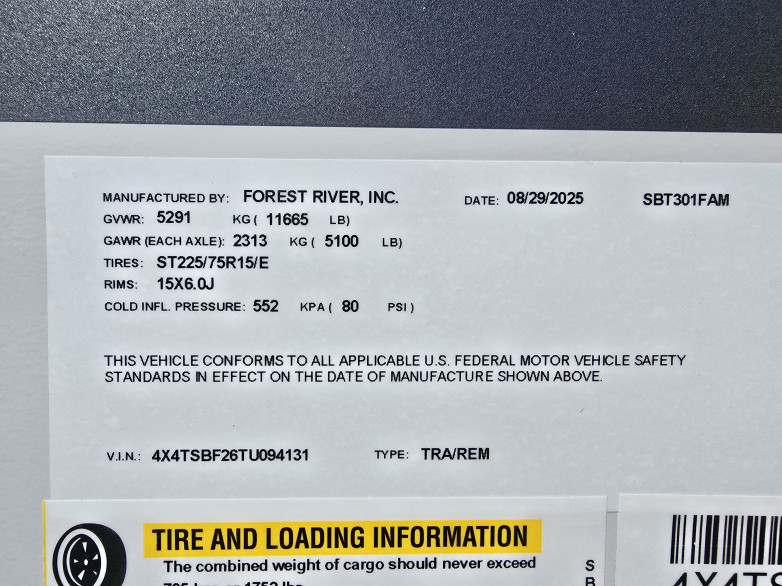 MANUFACTURED BY: FOREST RIVER, INC. DATE: 08/29/2025 SBT301FAM
GVWR: 5291 KG ( 11665 LB)
GAWR (EACH AXLE): 2313 KG ( 5100 LB)
TIRES: ST225/75R15/E
RIMS: 15X6.0J
COLD INFL. PRESSURE: 552 KPA ( 80 PSI )
THIS VEHICLE CONFORMS TO ALL APPLICABLE U.S. FEDERAL MOTOR VEHICLE SAFETY
STANDARDS IN EFFECT ON THE DATE OF MANUFACTURE SHOWN ABOVE.
V.I.N.: 4X4TSBF26TU094131 TYPE: TRA/REM
TIRE AND LOADING INFORMATION
The combined weight of cargo should never exceed
S